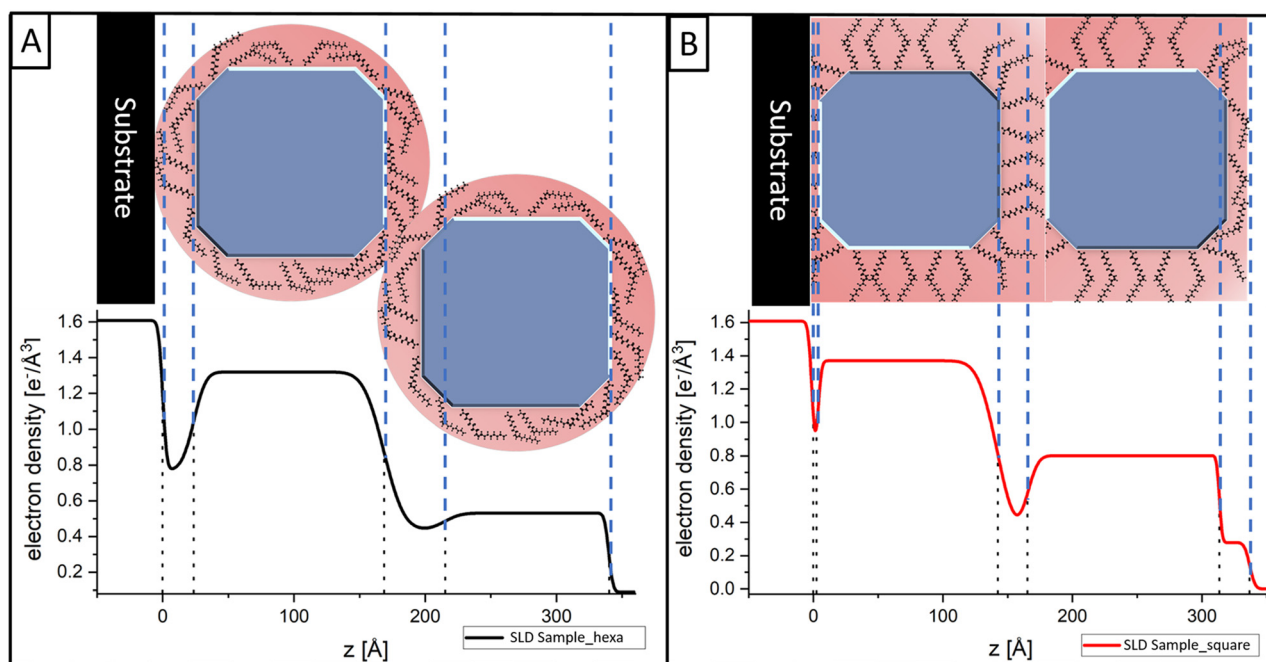 A
Substrate
electron density [e⁻/Å³]
1.6
1.4
1.2
1.0
0.8
0.6
0.4
0.2
0
100
200
300
z [Å]
SLD Sample_hexa
B
Substrate
electron density [e⁻/Å³]
1.6
1.4
1.2
1.0
0.8
0.6
0.4
0.2
0.0
0
100
200
300
z [Å]
SLD Sample_square